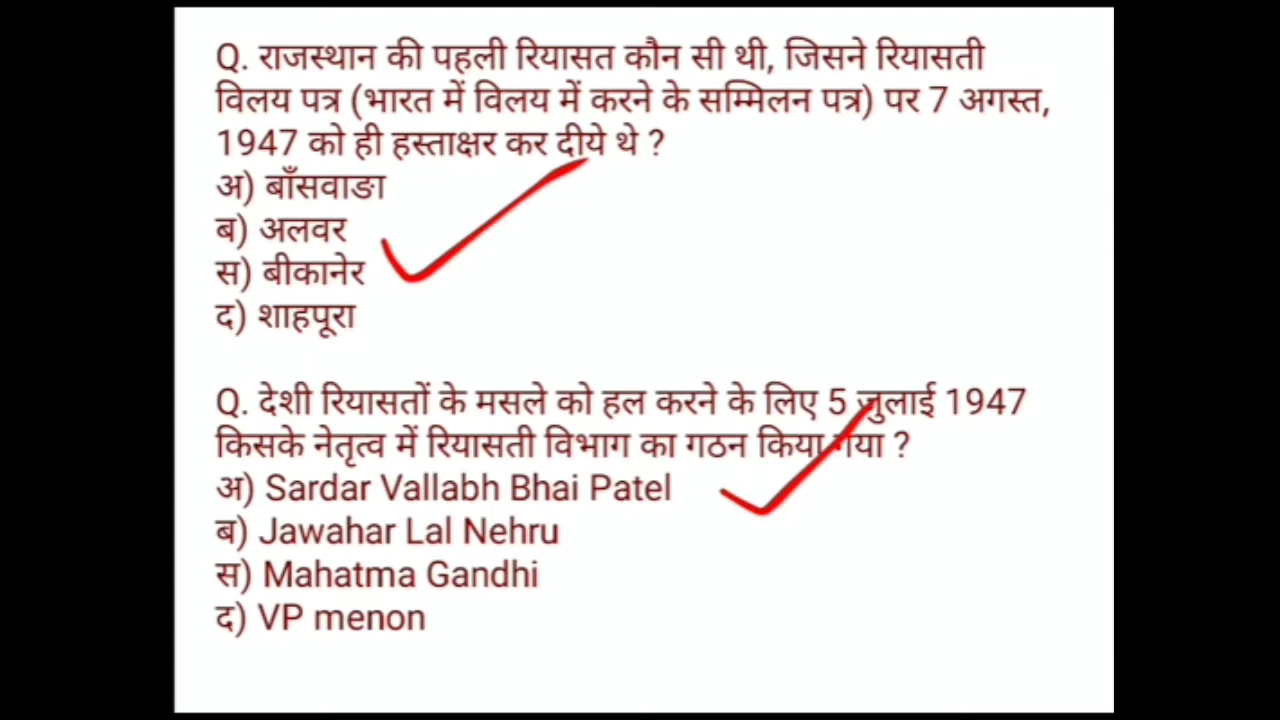 Q. राजस्थान की पहली रियासत कौन सी थी, जिसने रियासती
विलय पत्र (भारत में विलय में करने के सम्मिलन पत्र) पर 7 अगस्त,
1947 को ही हस्ताक्षर कर दीये थे ?
अ) बाँसवाङा
ब) अलवर
स) बीकानेर
द) शाहपूरा
Q. देशी रियासतों के मसले को हल करने के लिए 5 जुलाई 1947
किसके नेतृत्व में रियासती विभाग का गठन किया गया ?
अ) Sardar Vallabh Bhai Patel
ब) Jawahar Lal Nehru
स) Mahatma Gandhi
द) VP menon